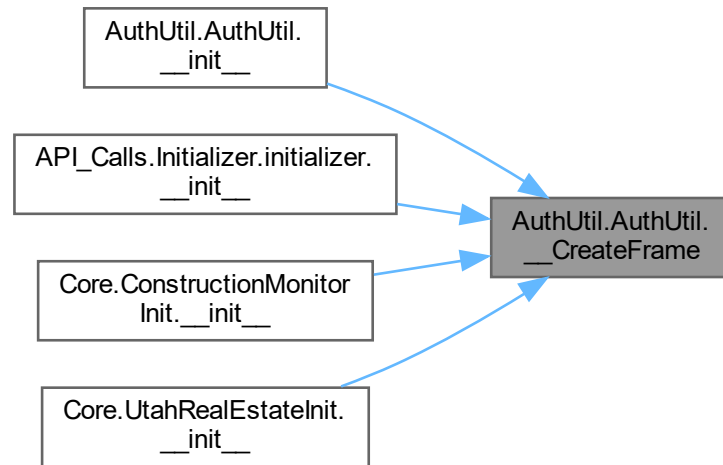 AuthUtil.AuthUtil.
__init__
API_Calls.Initializer.initializer.
__init__
AuthUtil.AuthUtil.
__CreateFrame
Core.ConstructionMonitor
Init.__init__
Core.UtahRealEstateInit.
__init__